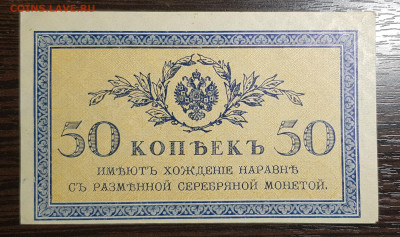 COINS.LAVE.RU
50 КОПѢЕКЪ 50
ИМѢЮТЪ ХОЖДЕНІЕ НАРАВНѢ
СЪ РАЗМѢННОЙ СЕРЕБРЯНОЙ МОНЕТОЙ.